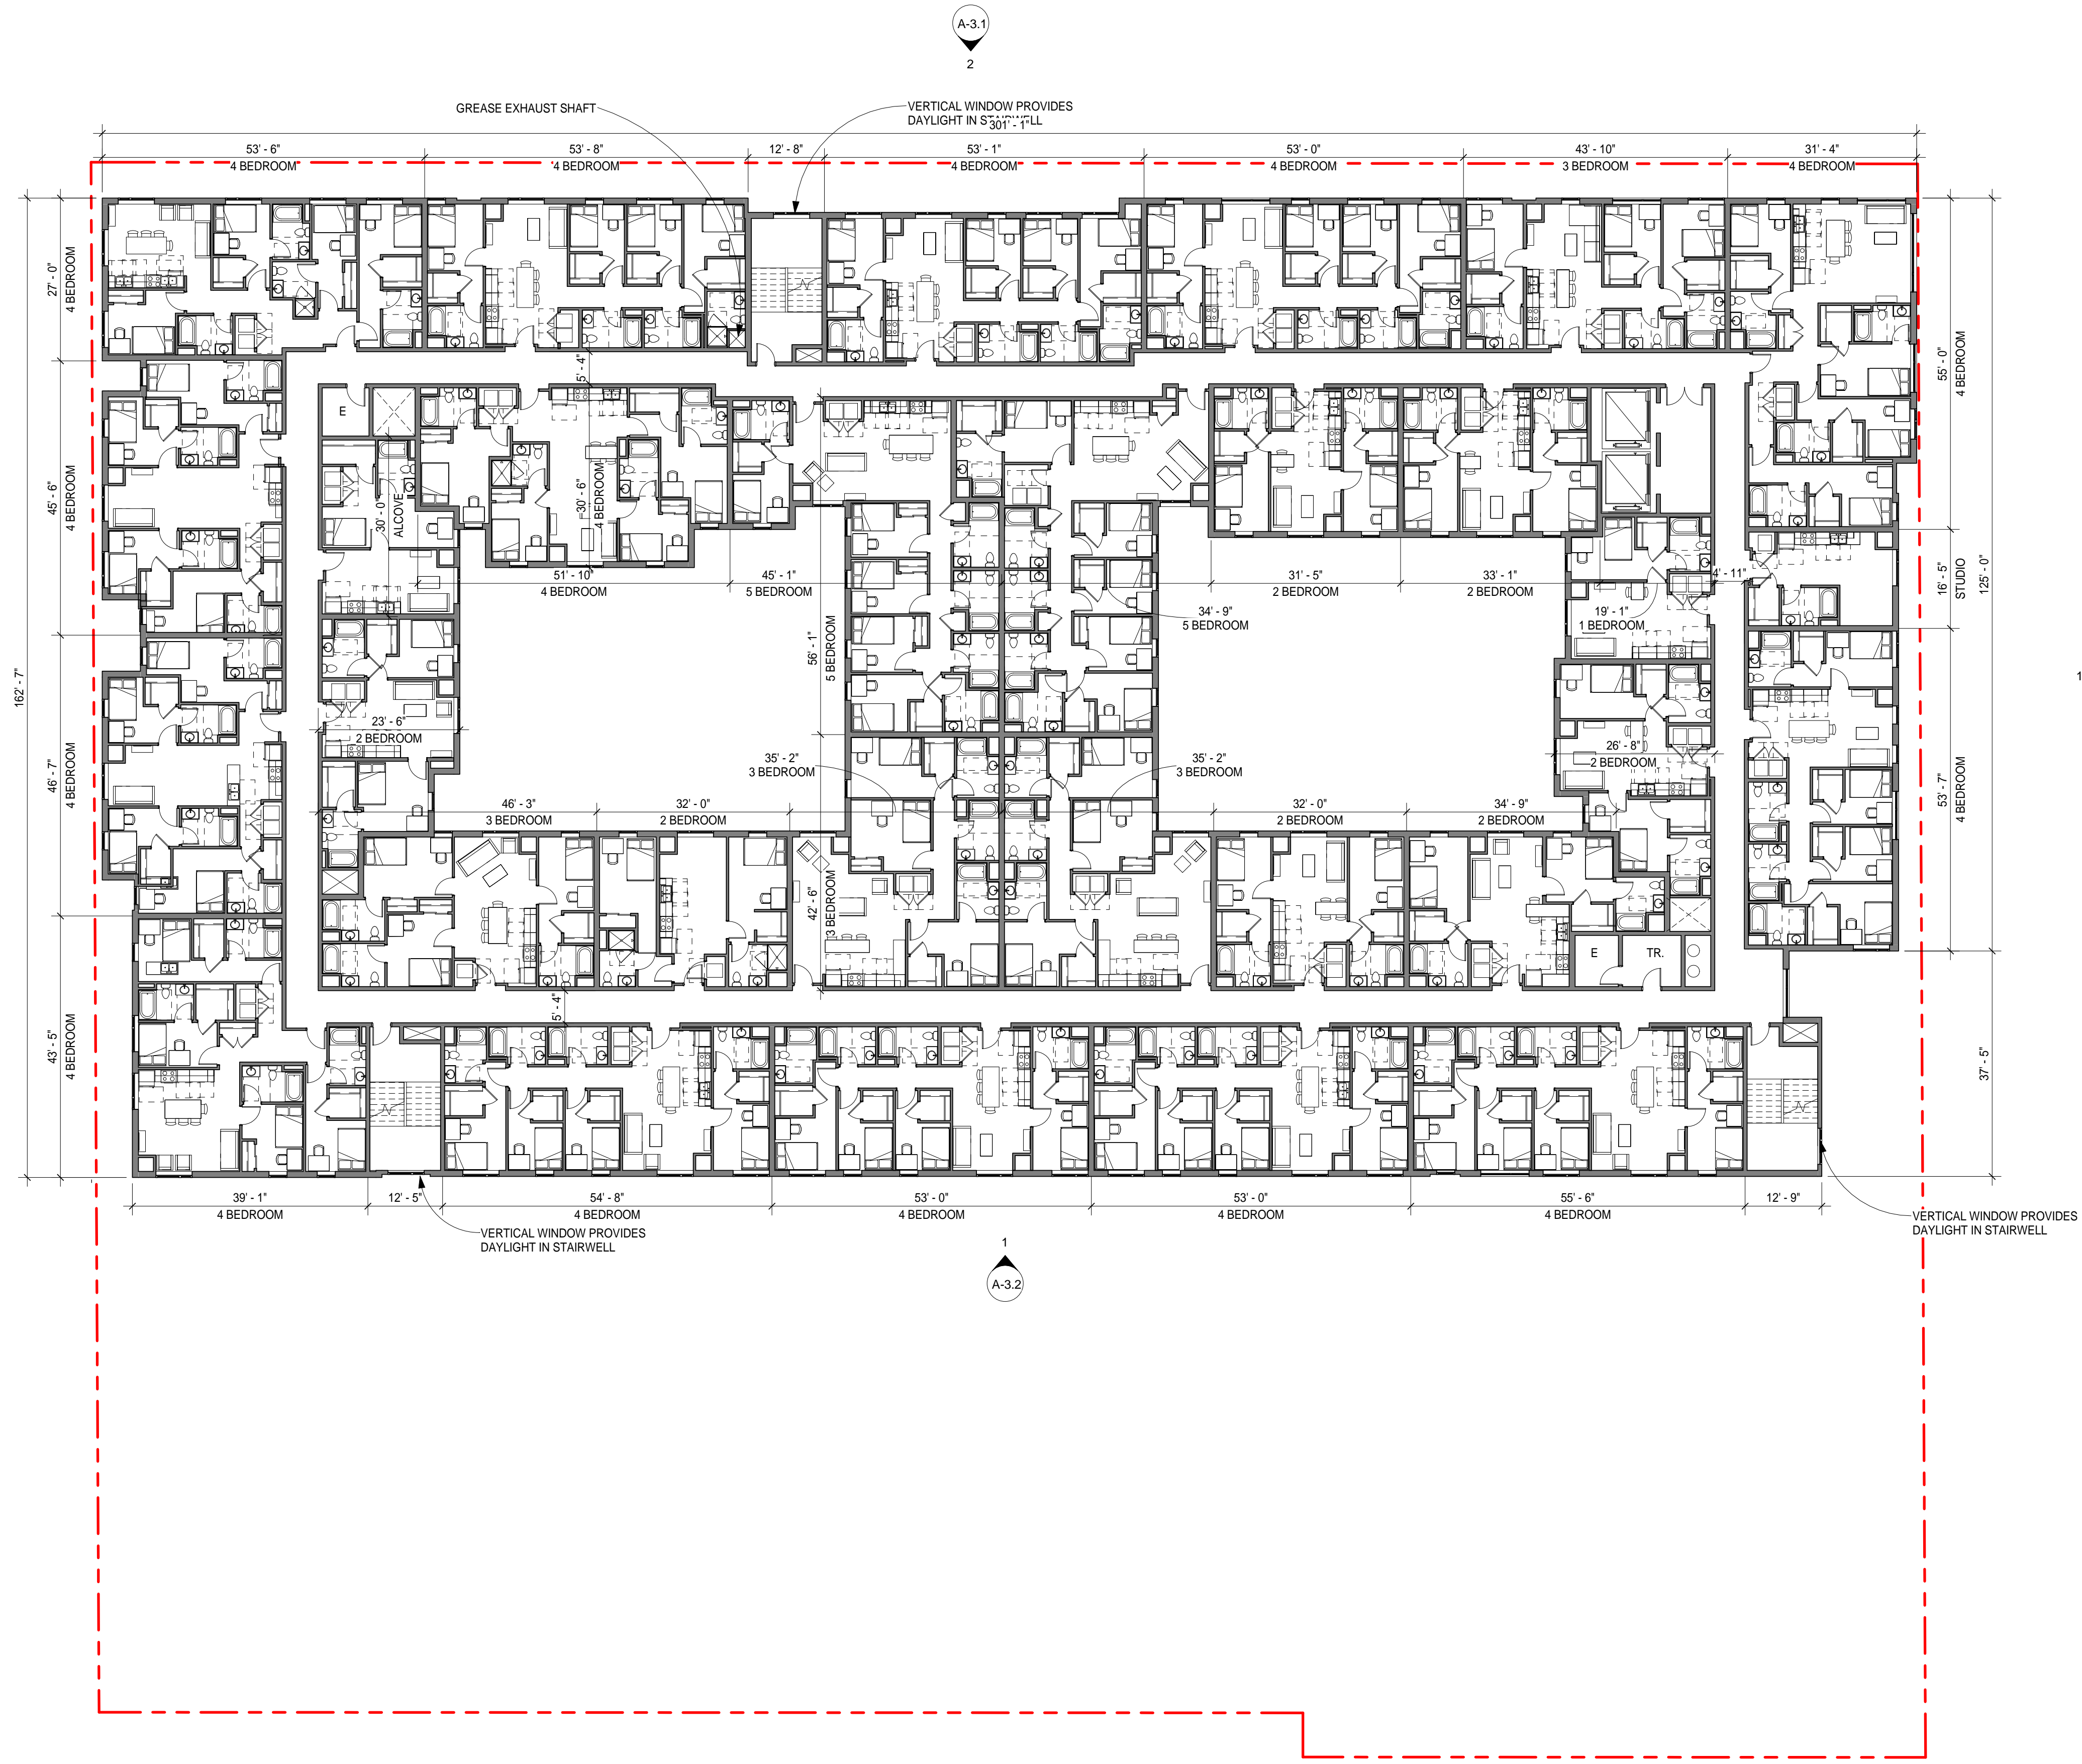 A-3.1
2
GREASE EXHAUST SHAFT
VERTICAL WINDOW PROVIDES
DAYLIGHT IN STAIRWELL
301' - 1"
53' - 6"
4 BEDROOM
53' - 8"
4 BEDROOM
12' - 8"
53' - 1"
4 BEDROOM
53' - 0"
4 BEDROOM
43' - 10"
3 BEDROOM
31' - 4"
4 BEDROOM
27' - 0"
4 BEDROOM
45' - 6"
4 BEDROOM
162' - 7"
46' - 7"
4 BEDROOM
43' - 5"
4 BEDROOM
5' - 4"
E
30' - 0"
ALCOVE
30' - 6"
4 BEDROOM
51' - 10"
4 BEDROOM
45' - 1"
5 BEDROOM
56' - 1"
5 BEDROOM
34' - 9"
5 BEDROOM
31' - 5"
2 BEDROOM
33' - 1"
2 BEDROOM
4' - 11"
19' - 1"
1 BEDROOM
55' - 0"
4 BEDROOM
16' - 5"
STUDIO
125' - 0"
53' - 7"
4 BEDROOM
37' - 5"
1
23' - 6"
2 BEDROOM
35' - 2"
3 BEDROOM
35' - 2"
3 BEDROOM
26' - 8"
2 BEDROOM
46' - 3"
3 BEDROOM
32' - 0"
2 BEDROOM
42' - 6"
3 BEDROOM
32' - 0"
2 BEDROOM
34' - 9"
2 BEDROOM
E
TR.
5' - 4"
39' - 1"
4 BEDROOM
12' - 5"
54' - 8"
4 BEDROOM
53' - 0"
4 BEDROOM
53' - 0"
4 BEDROOM
55' - 6"
4 BEDROOM
12' - 9"
VERTICAL WINDOW PROVIDES
DAYLIGHT IN STAIRWELL
VERTICAL WINDOW PROVIDES
DAYLIGHT IN STAIRWELL
1
A-3.2